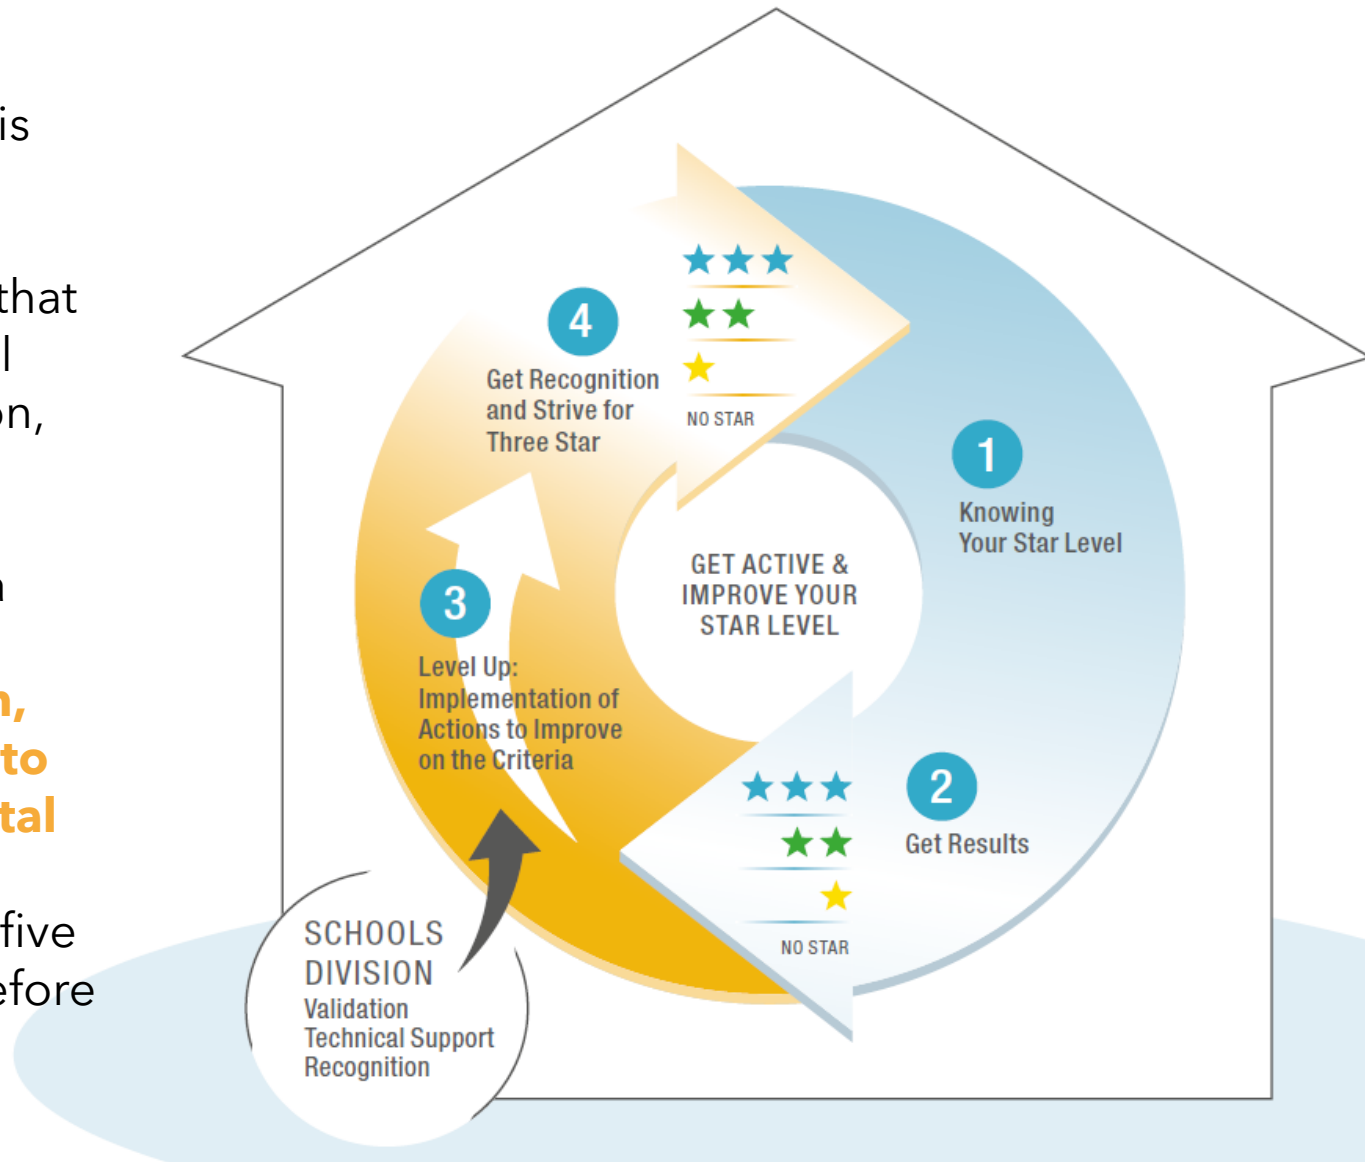 is
that
l
on,
a
n,
to
tal
five
efore
4
Get Recognition
and Strive for
Three Star
NO STAR
1
Knowing
Your Star Level
GET ACTIVE &
IMPROVE YOUR
STAR LEVEL
3
Level Up:
Implementation of
Actions to Improve
on the Criteria
2
Get Results
NO STAR
SCHOOLS
DIVISION
Validation
Technical Support
Recognition